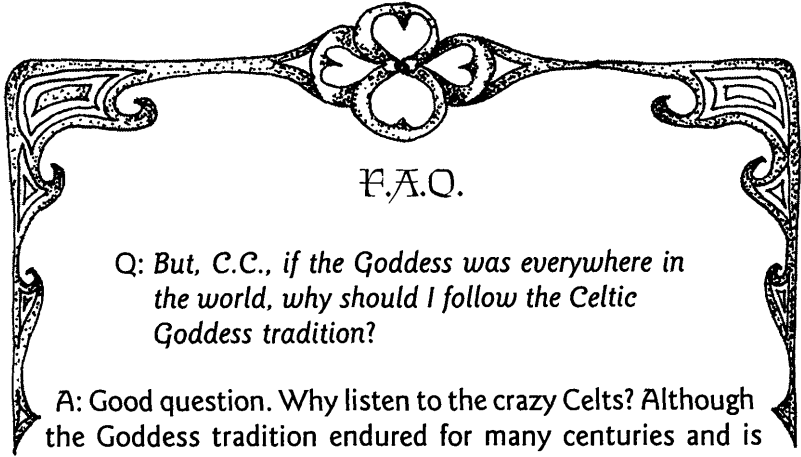 F.A.Q.
Q: But, C.C., if the Goddess was everywhere in
the world, why should I follow the Celtic
Goddess tradition?
A: Good question. Why listen to the crazy Celts? Although
the Goddess tradition endured for many centuries and is